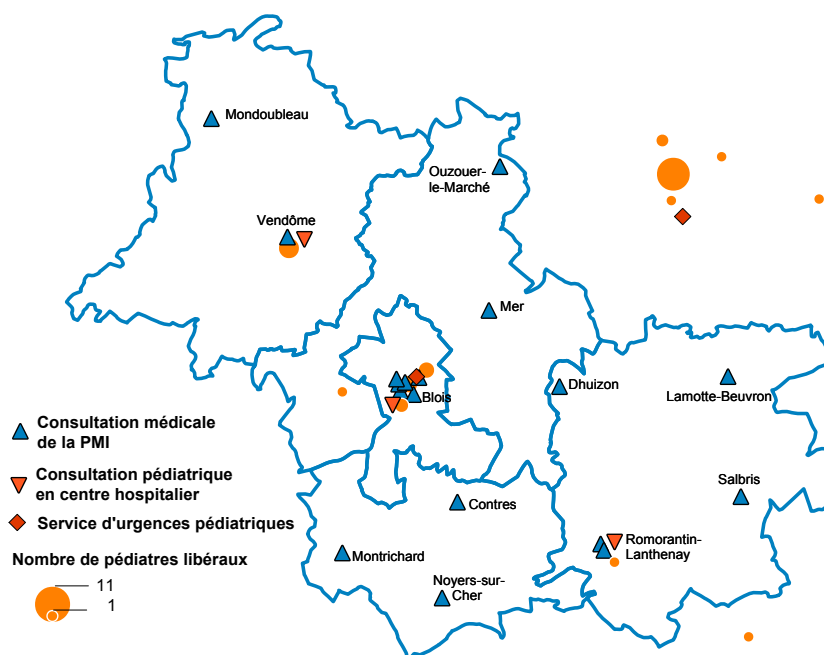 Mondoubleau
Ouzouer-
le-Marché
Vendôme
Mer
Dhuizon
Lamotte-Beuvron
Blois
Consultation médicale
de la PMI
Consultation pédiatrique
en centre hospitalier
Salbris
Contres
Service d'urgences pédiatriques
Romorantin-
Lanthenay
Montrichard
Nombre de pédiatres libéraux
Noyers-sur-
Cher
11
1